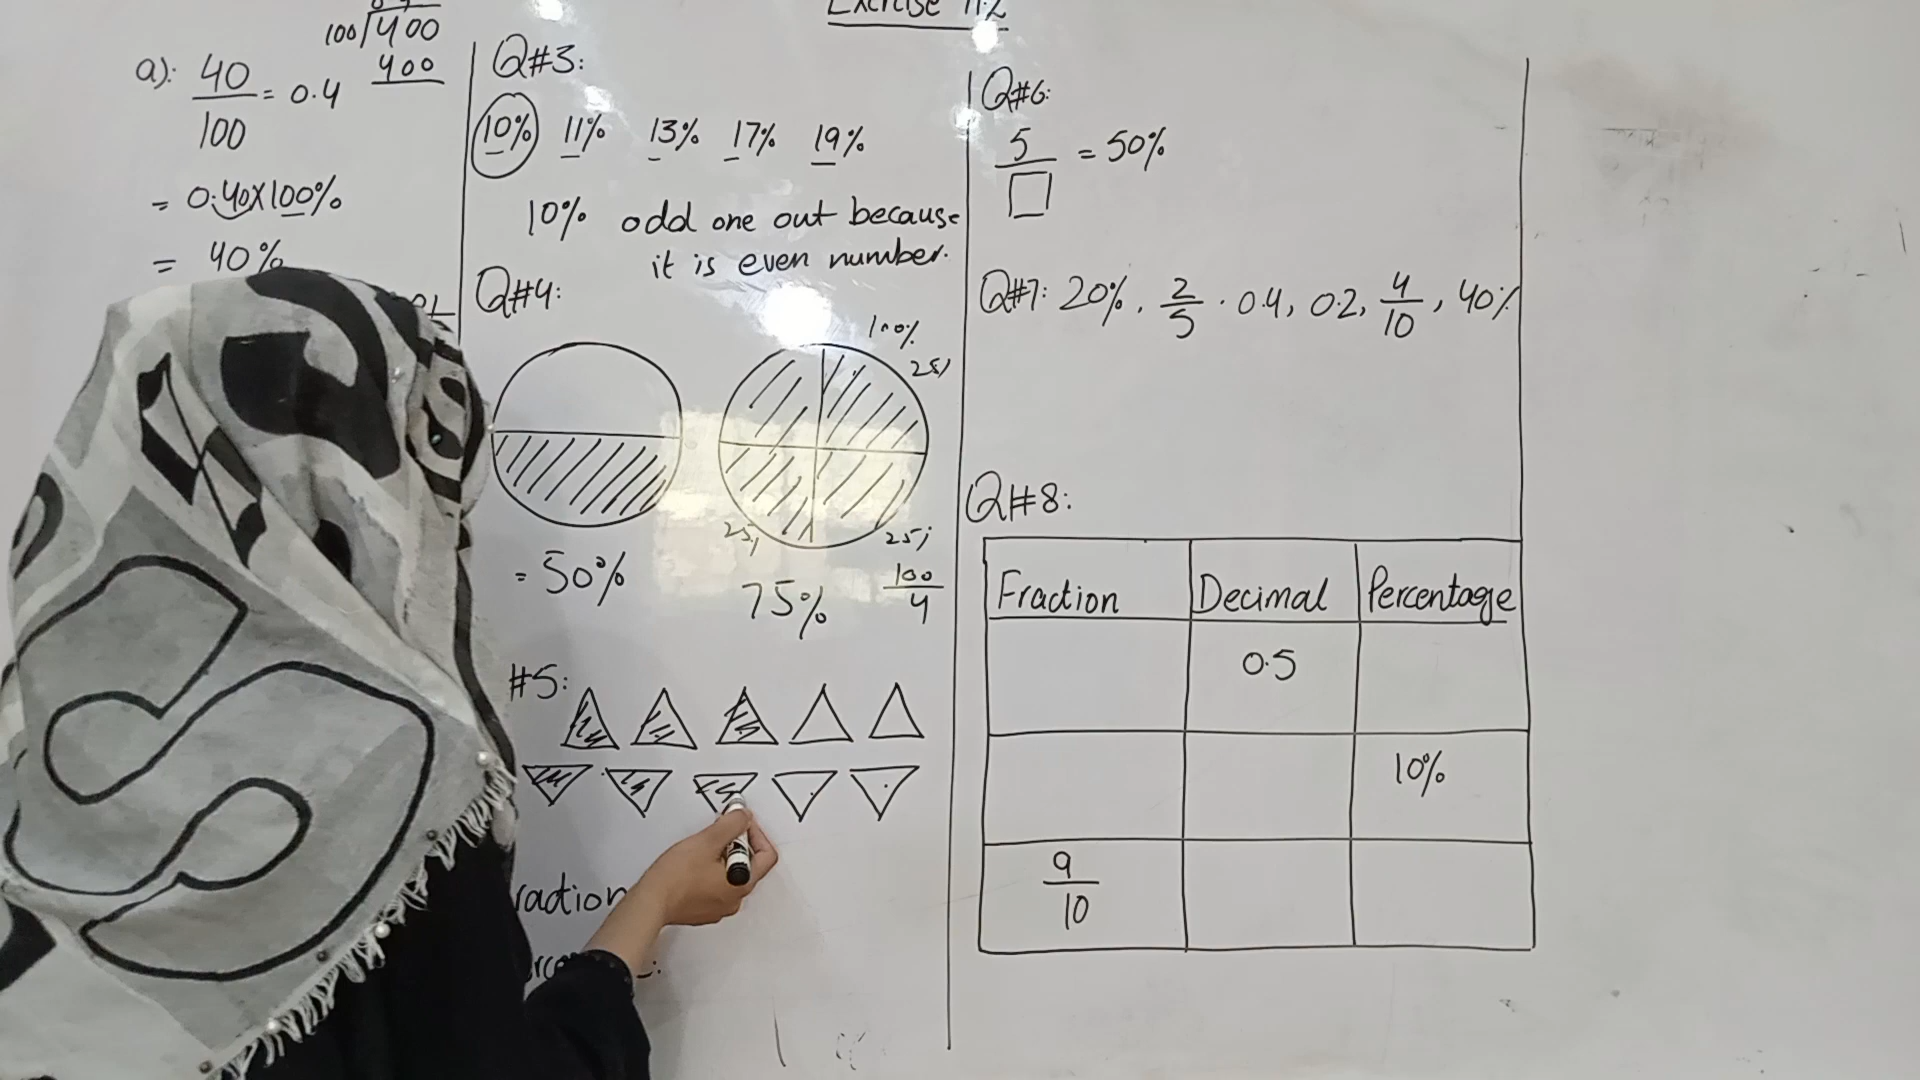 Exercise 11.2
100)400
400
a): 40/100 = 0.4
= 0.40x100%
= 40%
Q#3:
10% 11% 13% 17% 19%
10% odd one out because
it is even number.
Q#4:
100%
25%
25% 25%
= 50%
75%
100/4
#5:
Q#6:
5/□ = 50%
Q#7: 20%, 2/5, 0.4, 0.2, 4/10, 40%
Q#8:
Fraction Decimal Percentage
0.5
10%
9/10